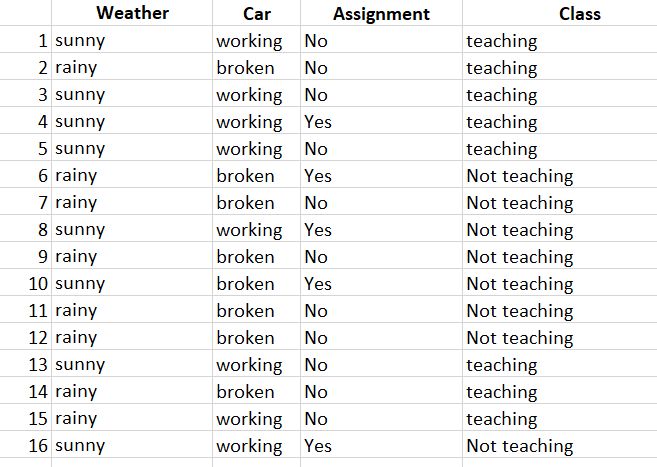 Weather Car Assignment Class
1 sunny working No teaching
2 rainy broken No teaching
3 sunny working No teaching
4 sunny working Yes teaching
5 sunny working No teaching
6 rainy broken Yes Not teaching
7 rainy broken No Not teaching
8 sunny working Yes Not teaching
9 rainy broken No Not teaching
10 sunny broken Yes Not teaching
11 rainy broken No Not teaching
12 rainy broken No Not teaching
13 sunny working No teaching
14 rainy broken No teaching
15 rainy working No teaching
16 sunny working Yes Not teaching